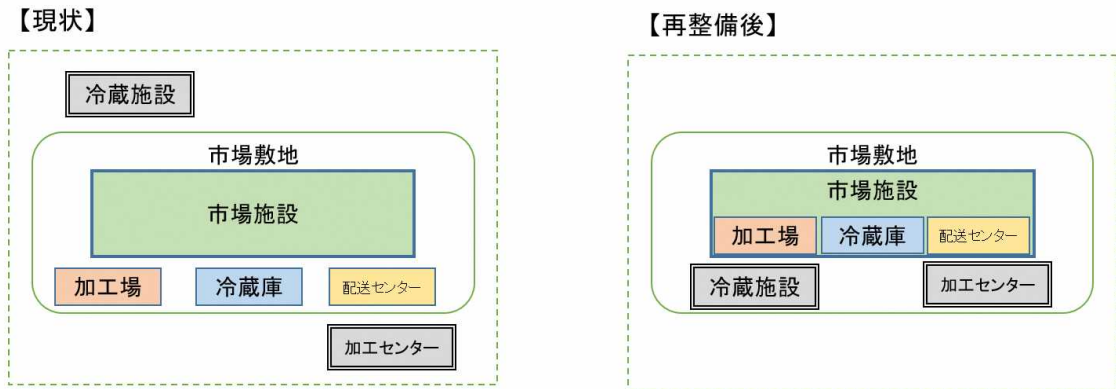 【現状】
冷蔵施設
市場敷地
市場施設
加工場
冷蔵庫
配送センター
加工センター
【再整備後】
市場敷地
市場施設
加工場
冷蔵庫
配送センター
冷蔵施設
加工センター